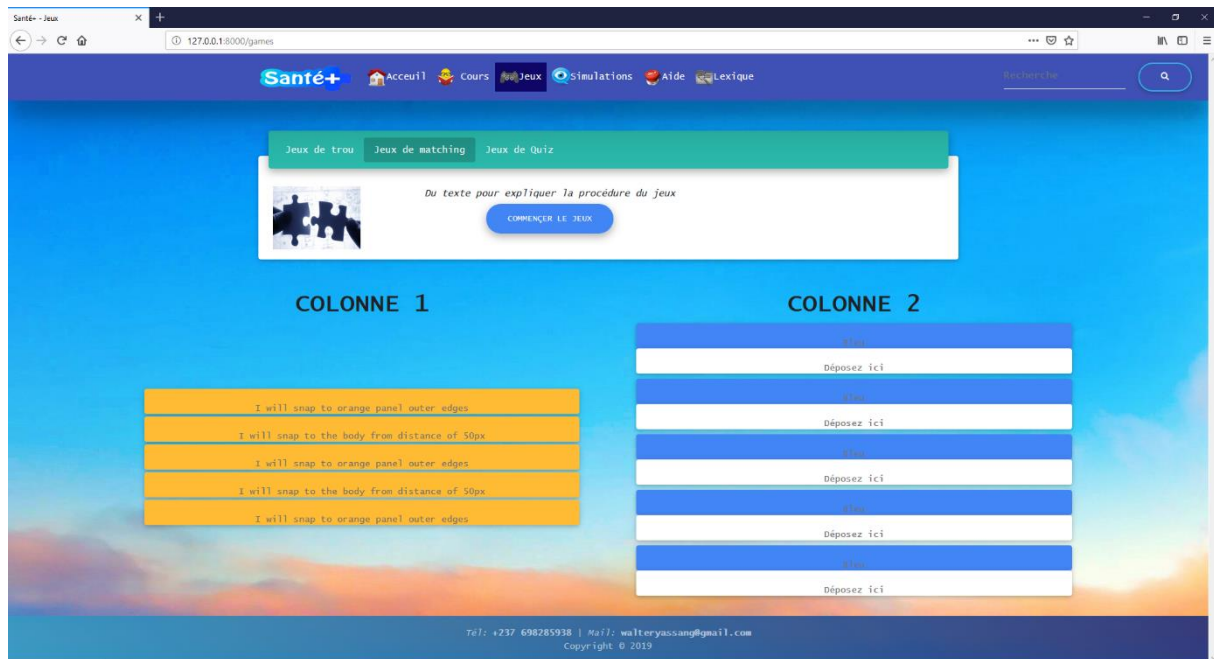 Santé+ - Jeux
127.0.0.1:8000/games
Santé+ Acceuil Cours Jeux Simulations Aide Lexique Recherche
Jeux de trou Jeux de matching Jeux de Quiz
Du texte pour expliquer la procédure du jeux
COMMENÇER LE JEUX
COLONNE 1
COLONNE 2
I will snap to orange panel outer edges
I will snap to the body from distance of 50px
I will snap to orange panel outer edges
I will snap to the body from distance of 50px
I will snap to orange panel outer edges
Déposez ici
Déposez ici
Déposez ici
Déposez ici
Déposez ici
Tél: +237 698285938 | Mail: walteryassang@gmail.com
Copyright © 2019